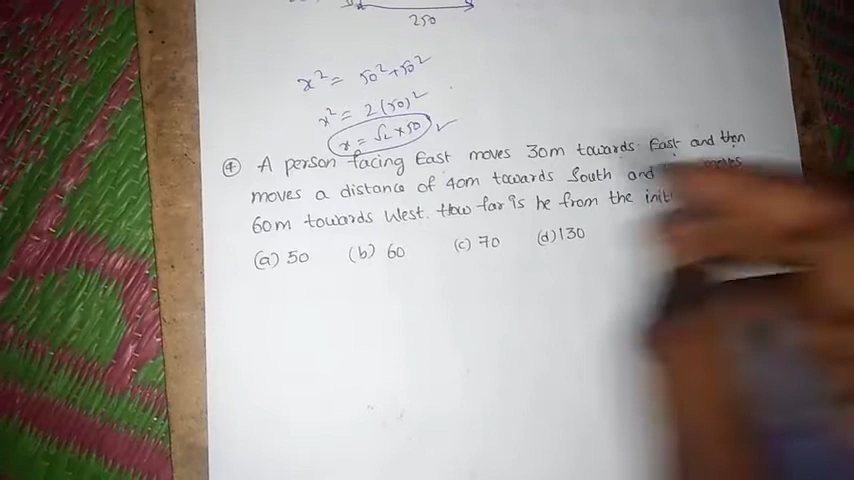 250
x² = 50² + 50²
x² = 2(50)²
x = √2 × 50 ✓
④ A person facing East moves 30m towards East and then
moves a distance of 40m towards South and moves
60m towards West. How far is he from the
(a) 50 (b) 60 (c) 70 (d) 130